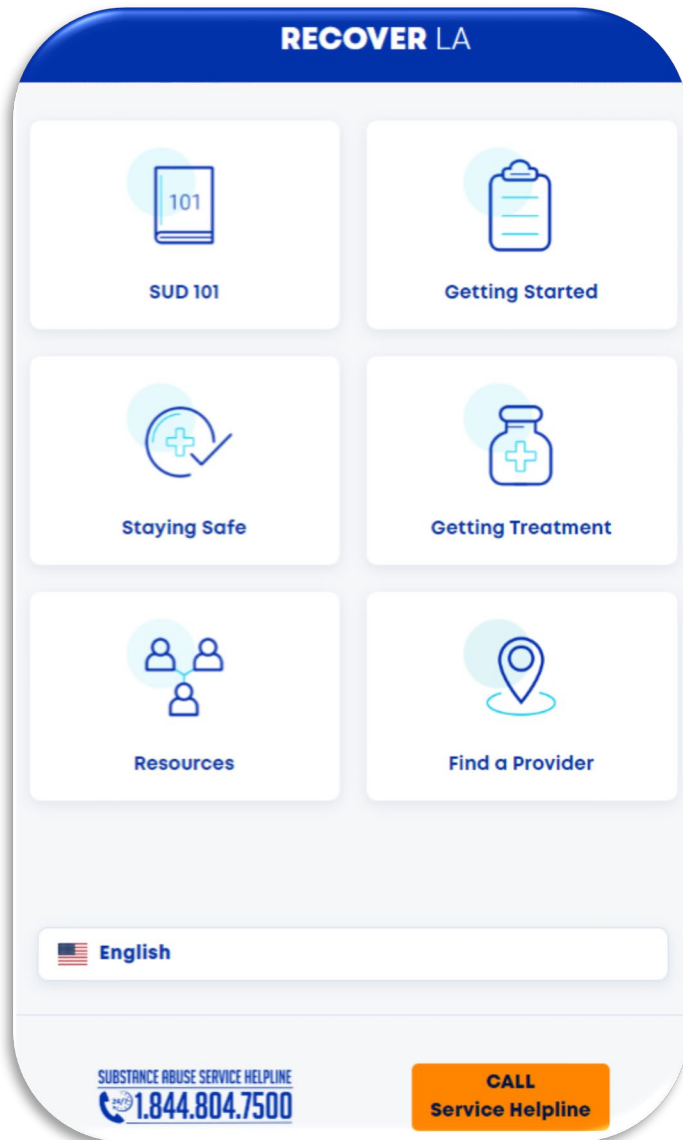 RECOVER LA
101
SUD 101
Getting Started
Staying Safe
Getting Treatment
Resources
Find a Provider
English
SUBSTANCE ABUSE SERVICE HELPLINE
24/7 1.844.804.7500
CALL
Service Helpline